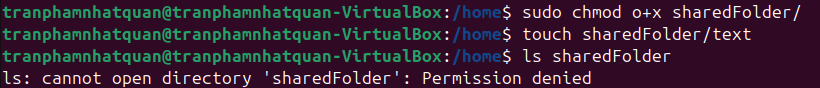 tranphamnhatquan@tranphamnhatquan-VirtualBox:/home$ sudo chmod o+x sharedFolder/
tranphamnhatquan@tranphamnhatquan-VirtualBox:/home$ touch sharedFolder/text
tranphamnhatquan@tranphamnhatquan-VirtualBox:/home$ ls sharedFolder
ls: cannot open directory 'sharedFolder': Permission denied